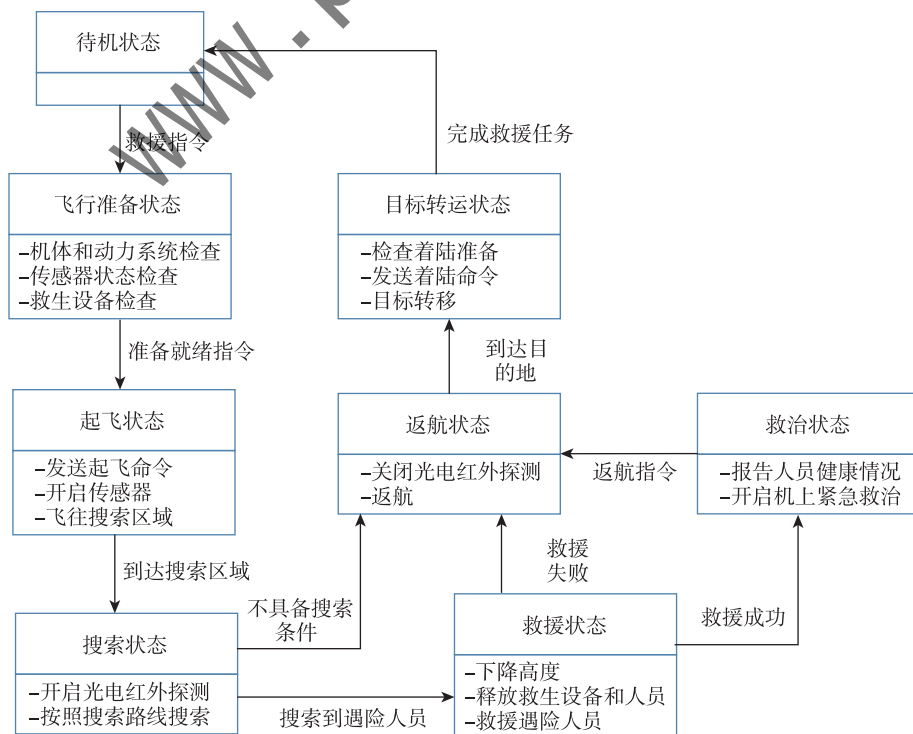 待机状态
www.
救援指令
完成救援任务
飞行准备状态
-机体和动力系统检查
-传感器状态检查
-救生设备检查
目标转运状态
-检查着陆准备
-发送着陆命令
-目标转移
准备就绪指令
到达目
的地
起飞状态
-发送起飞命令
-开启传感器
-飞往搜索区域
返航状态
-关闭光电红外探测
-返航
返航指令
救治状态
-报告人员健康情况
-开启机上紧急救治
到达搜索区域
不具备搜索
条件
救援
失败
救援成功
搜索状态
-开启光电红外探测
-按照搜索路线搜索
搜索到遇险人员
救援状态
-下降高度
-释放救生设备和人员
-救援遇险人员